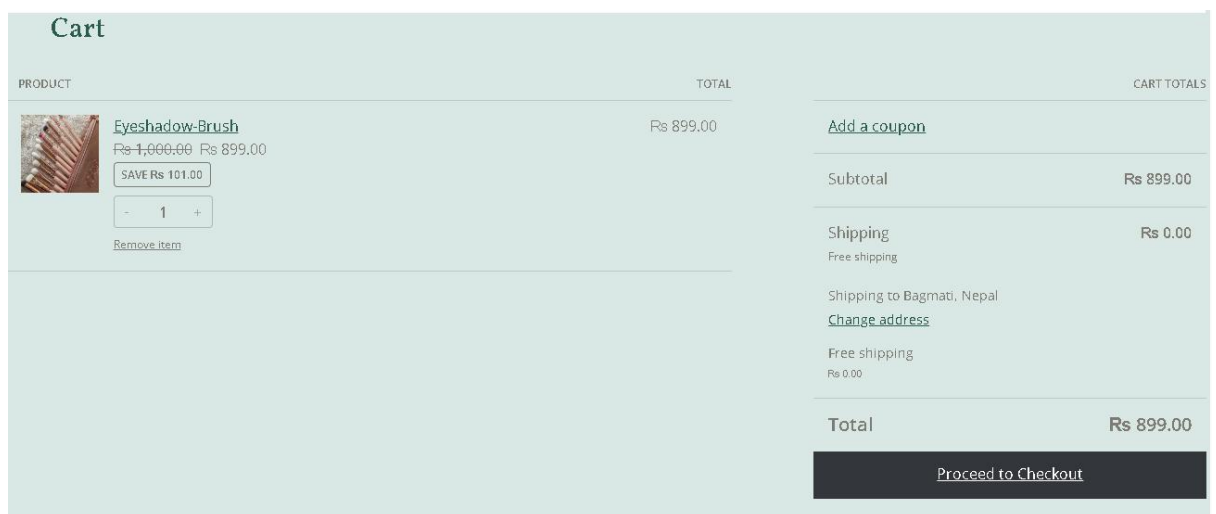 Cart
PRODUCT
TOTAL
Eyeshadow-Brush
Rs 899.00
Rs 1,000.00 Rs 899.00
SAVE Rs 101.00
- 1 +
Remove item
CART TOTALS
Add a coupon
Subtotal Rs 899.00
Shipping Rs 0.00
Free shipping
Shipping to Bagmati, Nepal
Change address
Free shipping
Rs 0.00
Total Rs 899.00
Proceed to Checkout